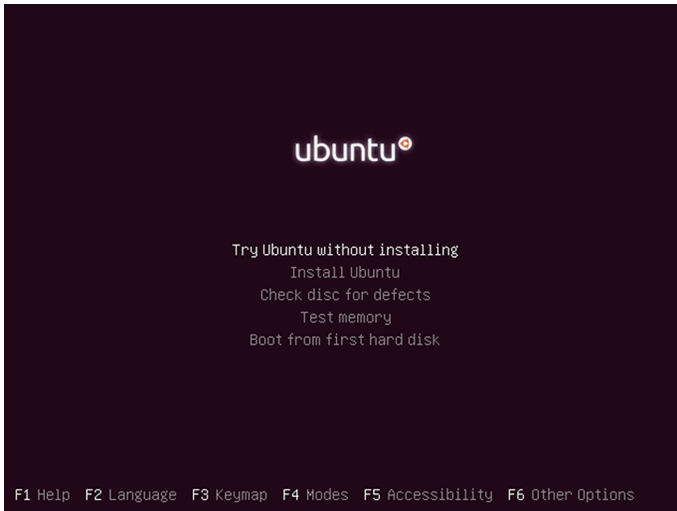 ubuntu
Try Ubuntu without installing
Install Ubuntu
Check disc for defects
Test memory
Boot from first hard disk
F1 Help F2 Language F3 Keymap F4 Modes F5 Accessibility F6 Other Options